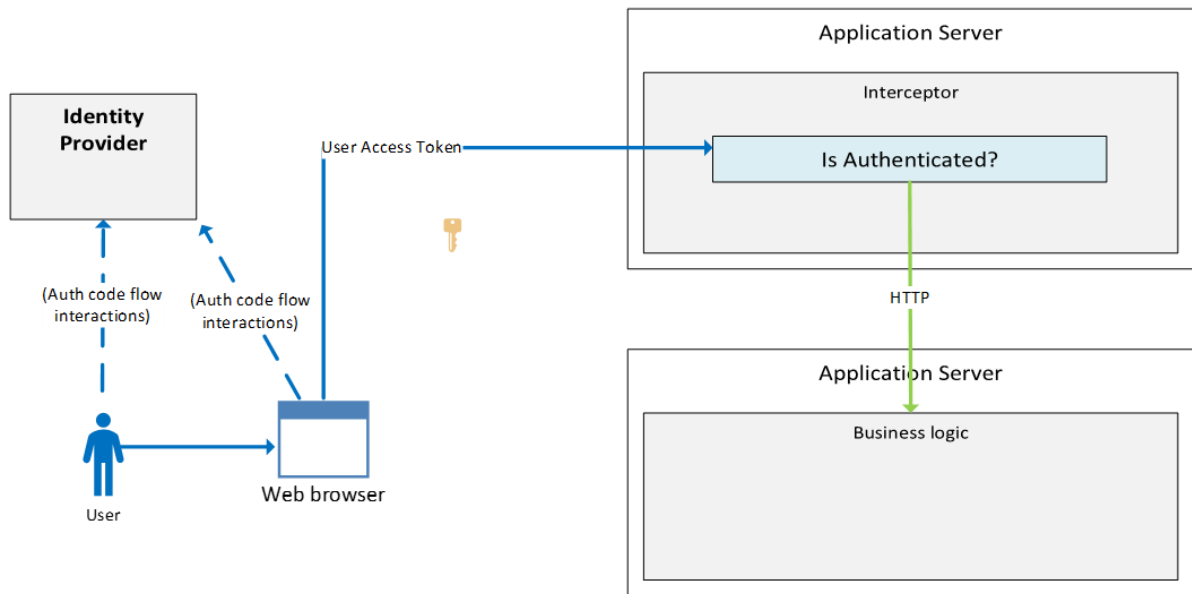 Application Server
Interceptor
Identity
Provider
User Access Token
Is Authenticated?
(Auth code flow
interactions)
(Auth code flow
interactions)
HTTP
Application Server
Business logic
Web browser
User